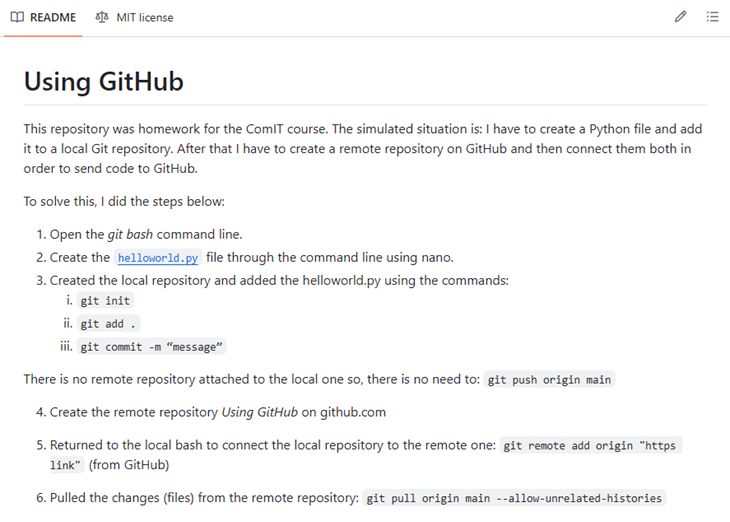 README MIT license
Using GitHub
This repository was homework for the ComIT course. The simulated situation is: I have to create a Python file and add
it to a local Git repository. After that I have to create a remote repository on GitHub and then connect them both in
order to send code to GitHub.
To solve this, I did the steps below:
1. Open the git bash command line.
2. Create the helloworld.py file through the command line using nano.
3. Created the local repository and added the helloworld.py using the commands:
i. git init
ii. git add .
iii. git commit -m “message”
There is no remote repository attached to the local one so, there is no need to: git push origin main
4. Create the remote repository Using GitHub on github.com
5. Returned to the local bash to connect the local repository to the remote one: git remote add origin "https
link" (from GitHub)
6. Pulled the changes (files) from the remote repository: git pull origin main --allow-unrelated-histories